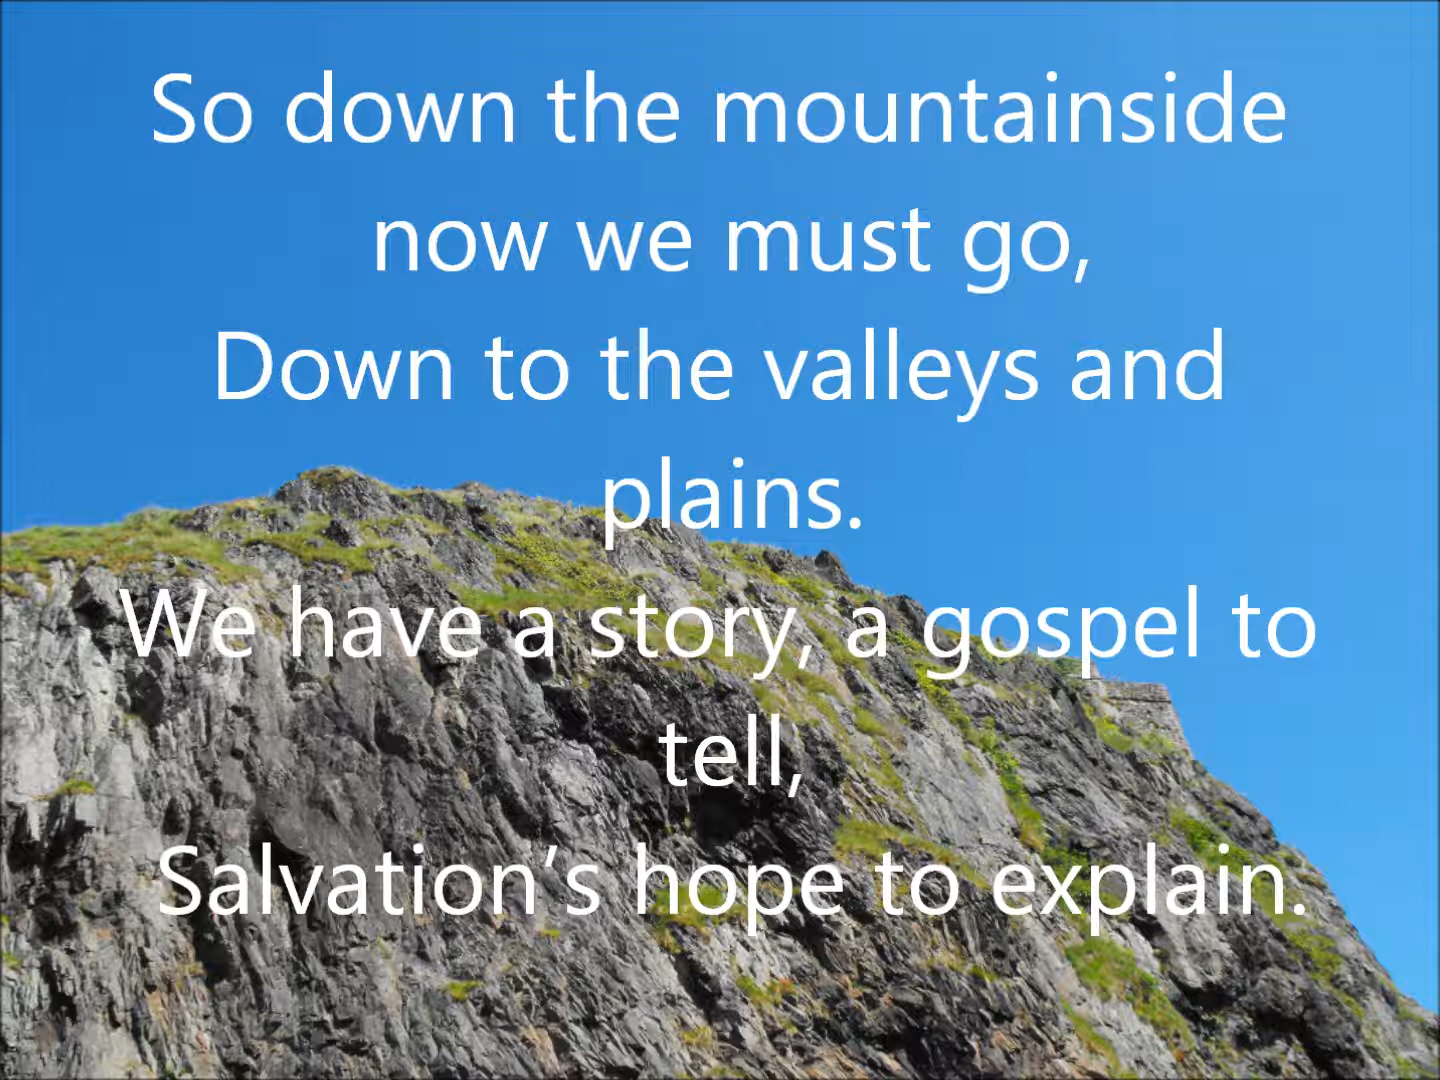 So down the mountainside
now we must go,
Down to the valleys and
plains.
We have a story, a gospel to
tell,
Salvation’s hope to explain.